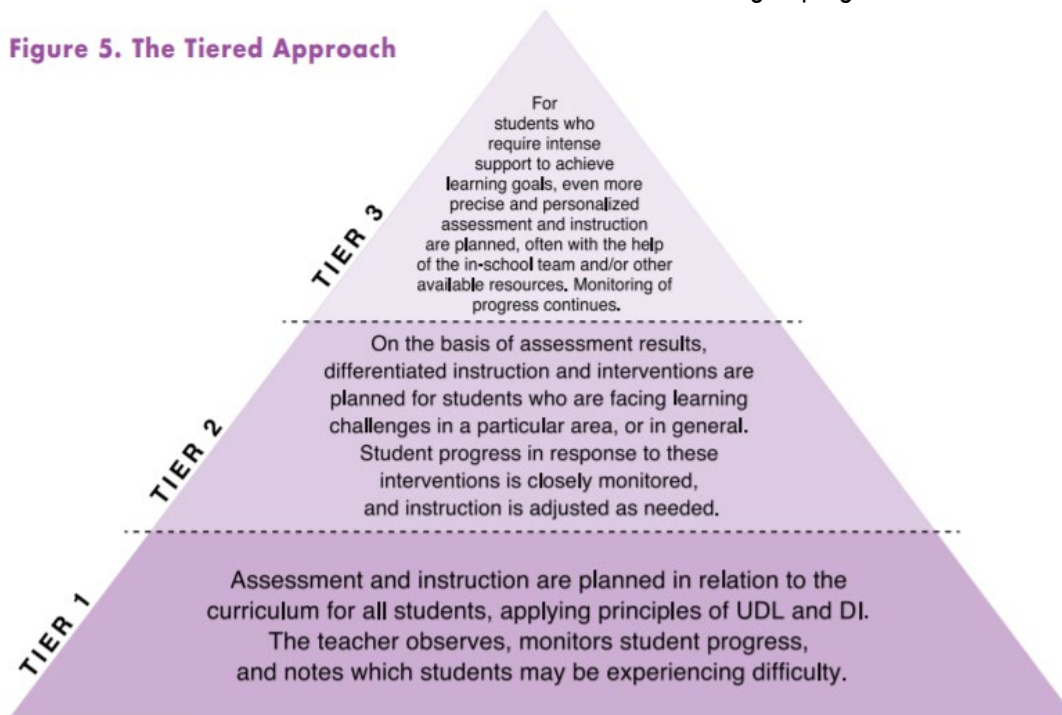 Figure 5. The Tiered Approach
For
students who
require intense
support to achieve
learning goals, even more
precise and personalized
assessment and instruction
are planned, often with the help
of the in-school team and/or other
available resources. Monitoring of
progress continues.
TIER 3
On the basis of assessment results,
differentiated instruction and interventions are
planned for students who are facing learning
challenges in a particular area, or in general.
Student progress in response to these
interventions is closely monitored,
and instruction is adjusted as needed.
TIER 2
Assessment and instruction are planned in relation to the
curriculum for all students, applying principles of UDL and DI.
The teacher observes, monitors student progress,
and notes which students may be experiencing difficulty.
TIER 1